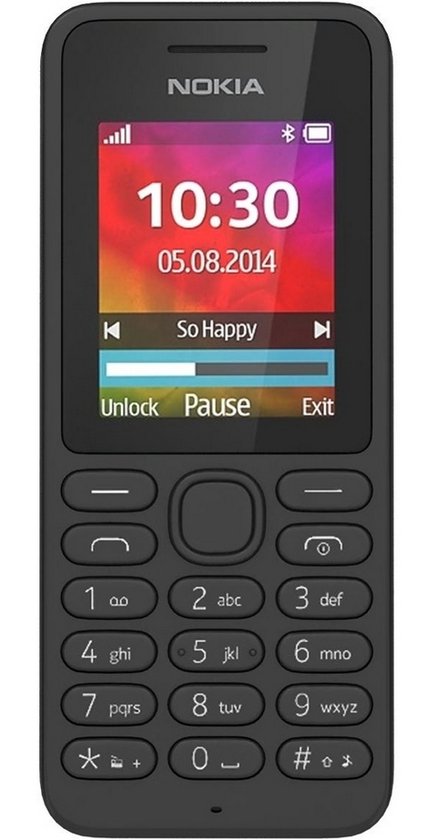 NOKIA
10:30
05.08.2014
So Happy
Unlock Pause Exit
1 2 abc 3 def
4 ghi 5 jkl 6 mno
7 pqrs 8 tuv 9 wxyz
* + 0 #